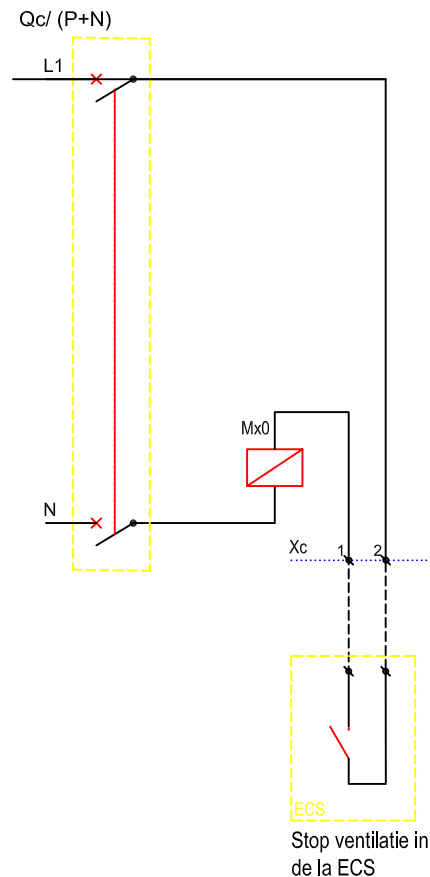 Qc/ (P+N)
L1
Mx0
N
Xc 1 2
ECS
Stop ventilatie in
de la ECS